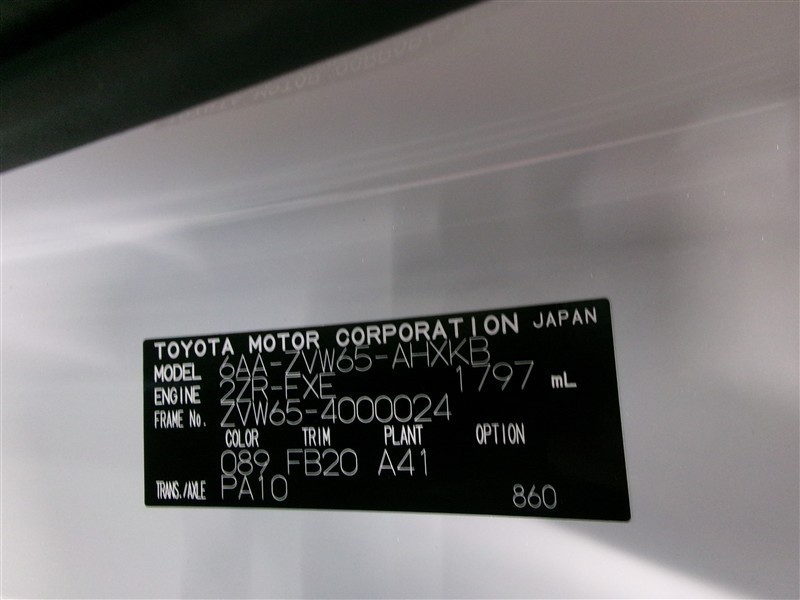 TOYOTA MOTOR CORPORATION JAPAN
MODEL 6AA-ZVW65-AHXKB
ENGINE 2ZR-FXE 1797 mL
FRAME No. ZVW65-4000024
COLOR TRIM PLANT OPTION
089 FB20 A41
TRANS./AXLE PA10 860